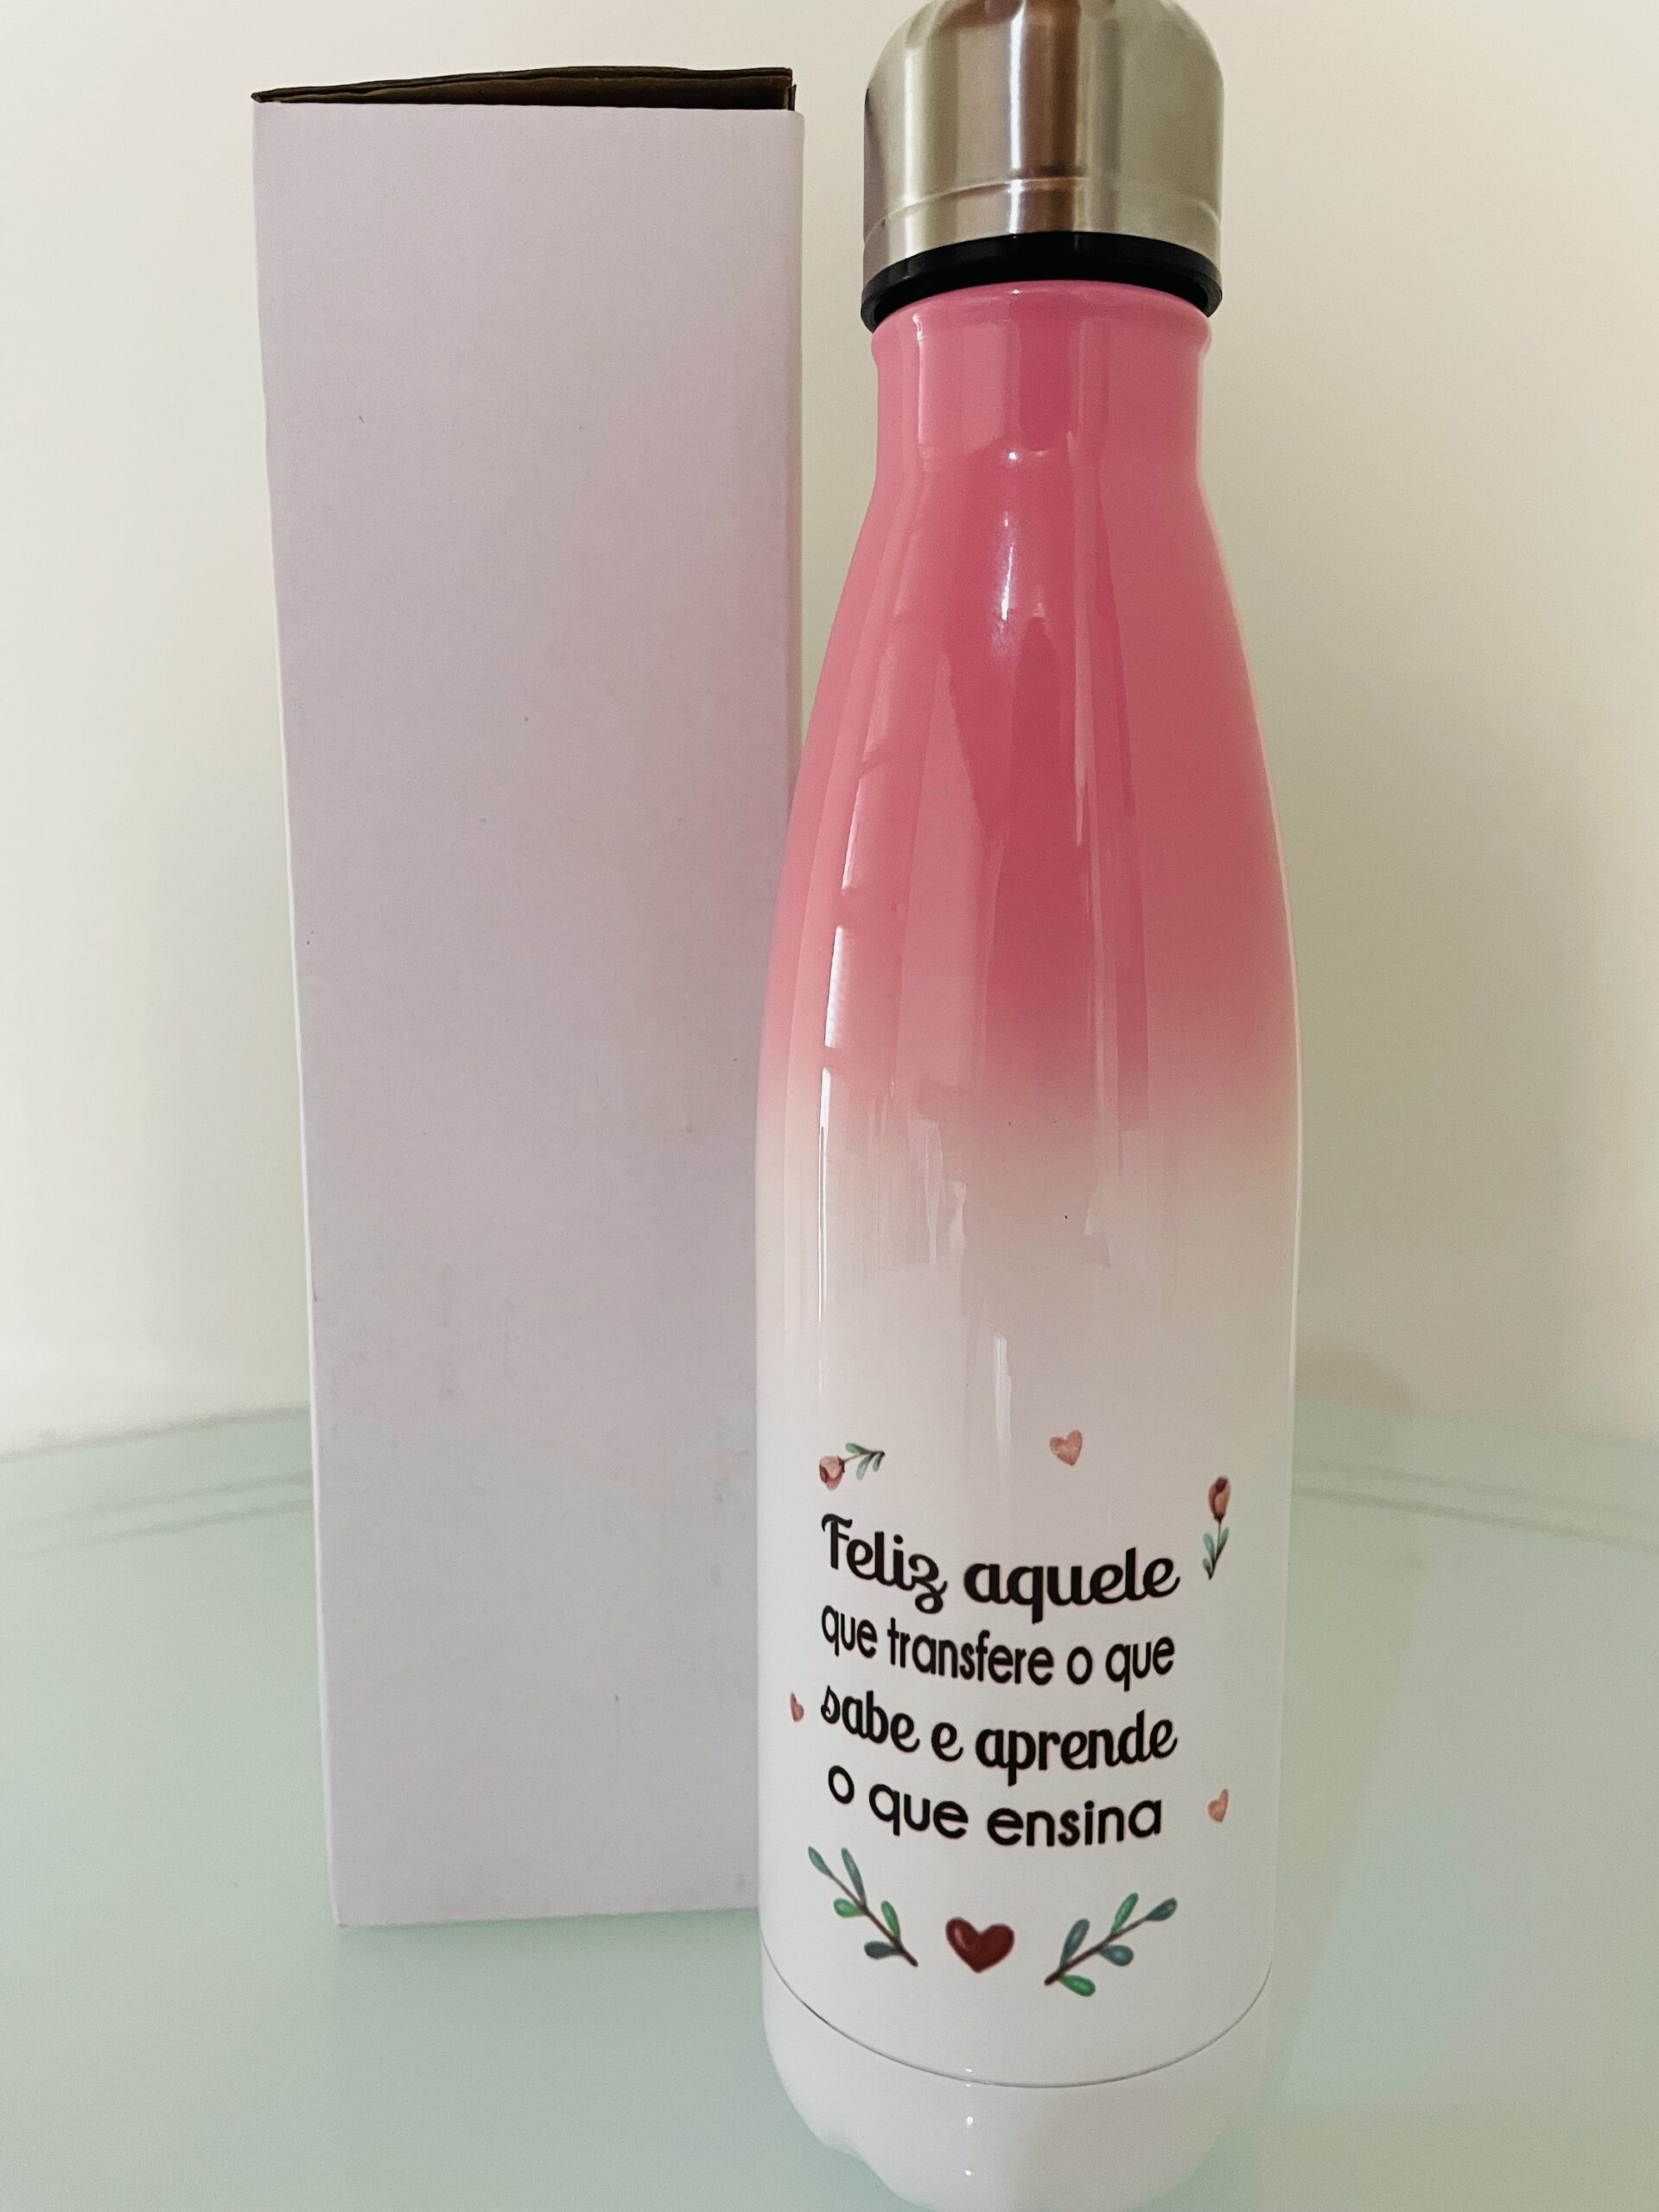 Feliz aquele
que transfere o que
sabe e aprende
o que ensina